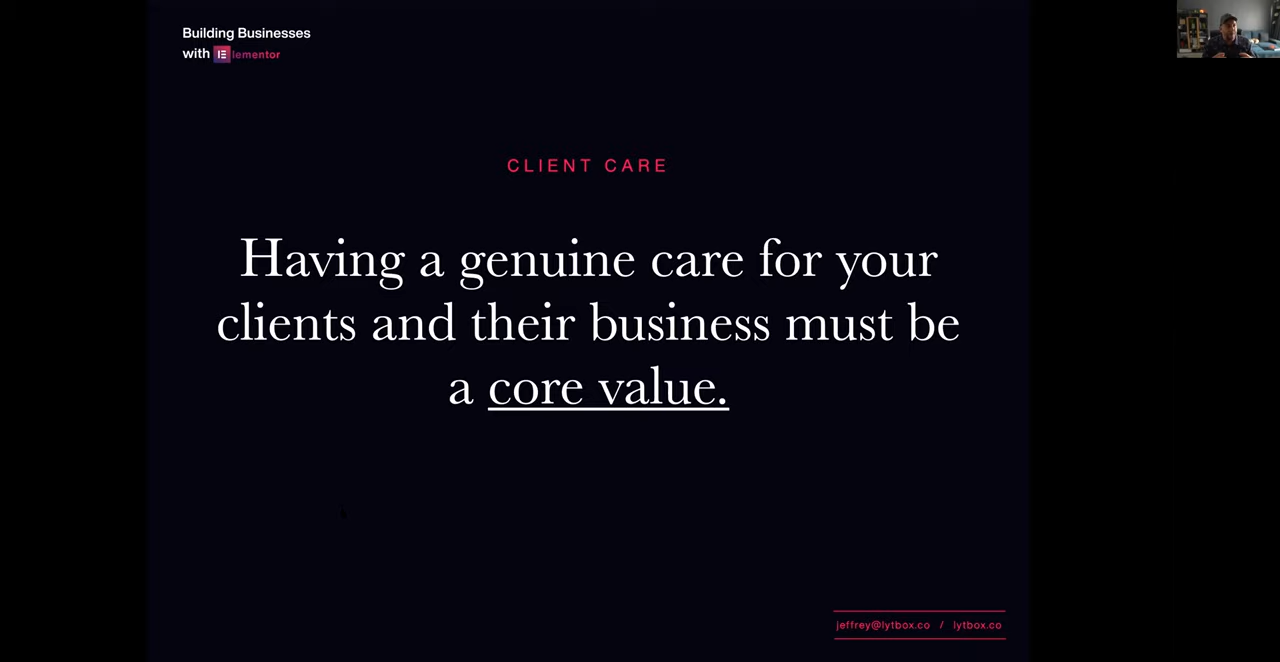 Building Businesses
with Elementor
CLIENT CARE
Having a genuine care for your
clients and their business must be
a core value.
jeffrey@lytbox.co / lytbox.co